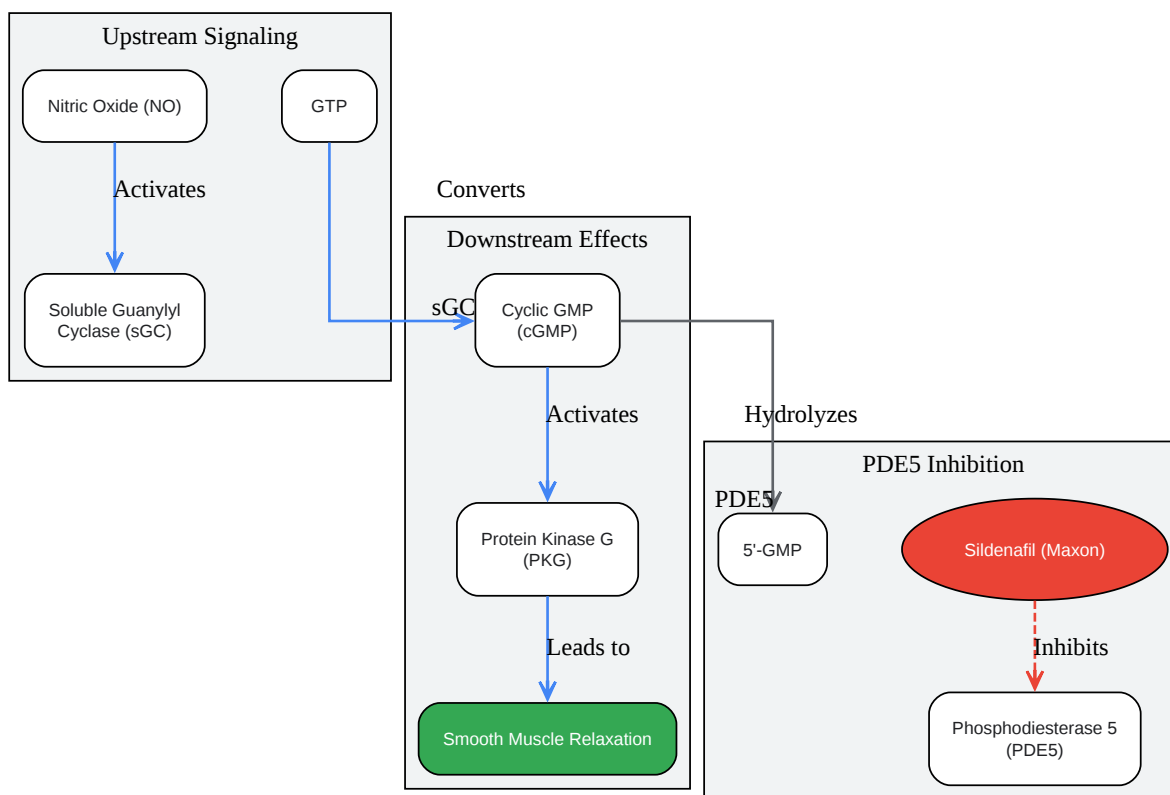 Upstream Signaling
Nitric Oxide (NO)
GTP
Activates
Converts
Soluble Guanylyl
Cyclase (sGC)
Downstream Effects
sGC
Cyclic GMP
(cGMP)
Activates
Hydrolyzes
PDE5 Inhibition
PDE5
5'-GMP
Sildenafil (Maxon)
Protein Kinase G
(PKG)
Leads to
Inhibits
Smooth Muscle Relaxation
Phosphodiesterase 5
(PDE5)